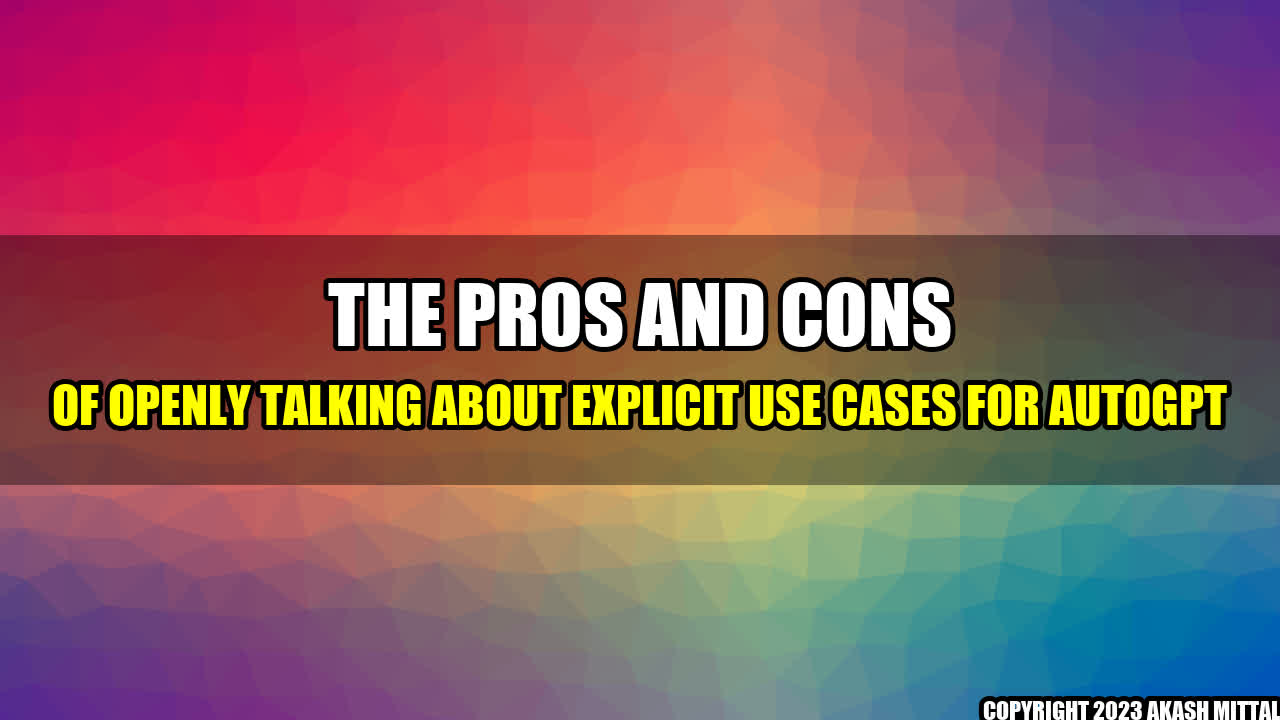 THE PROS AND CONS
OF OPENLY TALKING ABOUT EXPLICIT USE CASES FOR AUTOGPT
COPYRIGHT 2023 AKASH MITTAL